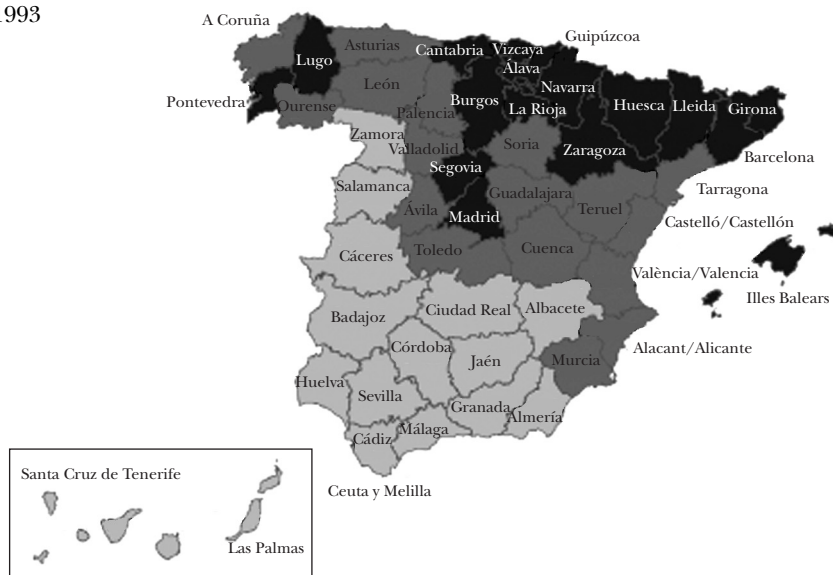 1993
A Coruña
Asturias
Cantabria
Vizcaya
Guipúzcoa
Lugo
Álava
León
Navarra
Pontevedra
Ourense
Palencia
Burgos
La Rioja
Huesca
Lleida
Girona
Zamora
Valladolid
Soria
Zaragoza
Barcelona
Segovia
Salamanca
Guadalajara
Tarragona
Ávila
Madrid
Teruel
Castelló/Castellón
Cáceres
Toledo
Cuenca
València/Valencia
Illes Balears
Badajoz
Ciudad Real
Albacete
Córdoba
Alacant/Alicante
Jaén
Murcia
Huelva
Sevilla
Granada
Almería
Málaga
Cádiz
Santa Cruz de Tenerife
Ceuta y Melilla
Las Palmas